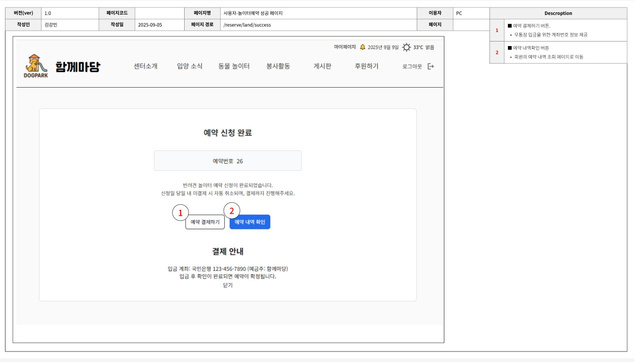 버전(ver) 1.0 페이지코드 페이지명 사용자-놀이터예약 성공 페이지 이용자 PC
작성인 김강민 작성일 2025-09-05 페이지 경로 /reserve/land/success 페이지
Descroption
1 ■ 예약 결제하기 버튼.
• 무통장 입금을 위한 계좌번호 정보 제공
2 ■ 예약 내역확인 버튼
• 회원의 예약 내역 조회 페이지로 이동
마이페이지 2025년 9월 9일 33℃ 맑음
DOGPARK 함께마당 센터소개 입양 소식 동물 놀이터 봉사활동 게시판 후원하기 로그아웃
예약 신청 완료
예약번호 26
반려견 놀이터 예약 신청이 완료되었습니다.
신청일 당일 내 미결제 시 자동 취소되며, 결제까지 진행해주세요.
1 2
예약 결제하기 예약 내역 확인
결제 안내
입금 계좌: 국민은행 123-456-7890 (예금주: 함께마당)
입금 후 확인이 완료되면 예약이 확정됩니다.
닫기